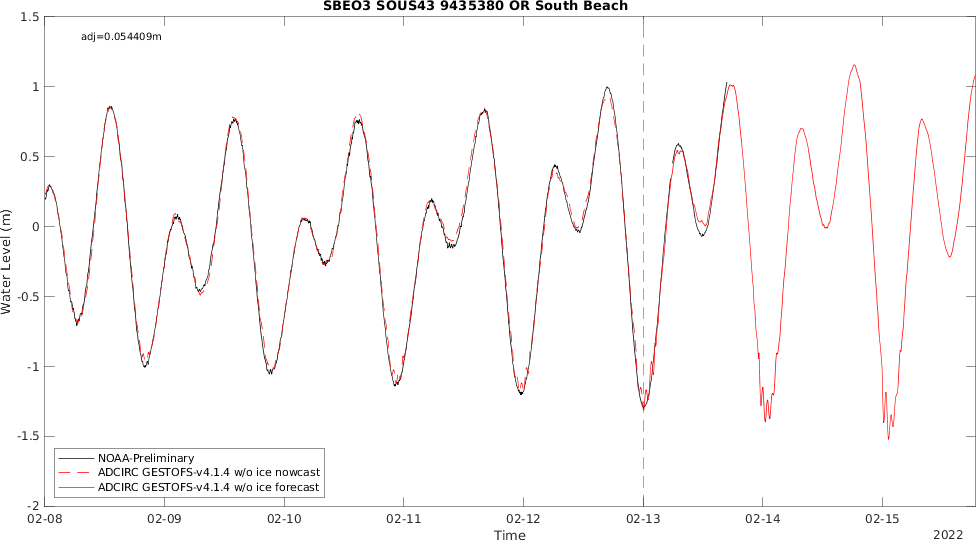 SBEO3 SOUS43 9435380 OR South Beach
adj=0.054409m
1.5
1
0.5
0
-0.5
-1
-1.5
-2
Water Level (m)
NOAA-Preliminary
ADCIRC GESTOFS-v4.1.4 w/o ice nowcast
ADCIRC GESTOFS-v4.1.4 w/o ice forecast
02-08 02-09 02-10 02-11 02-12 02-13 02-14 02-15
Time
2022